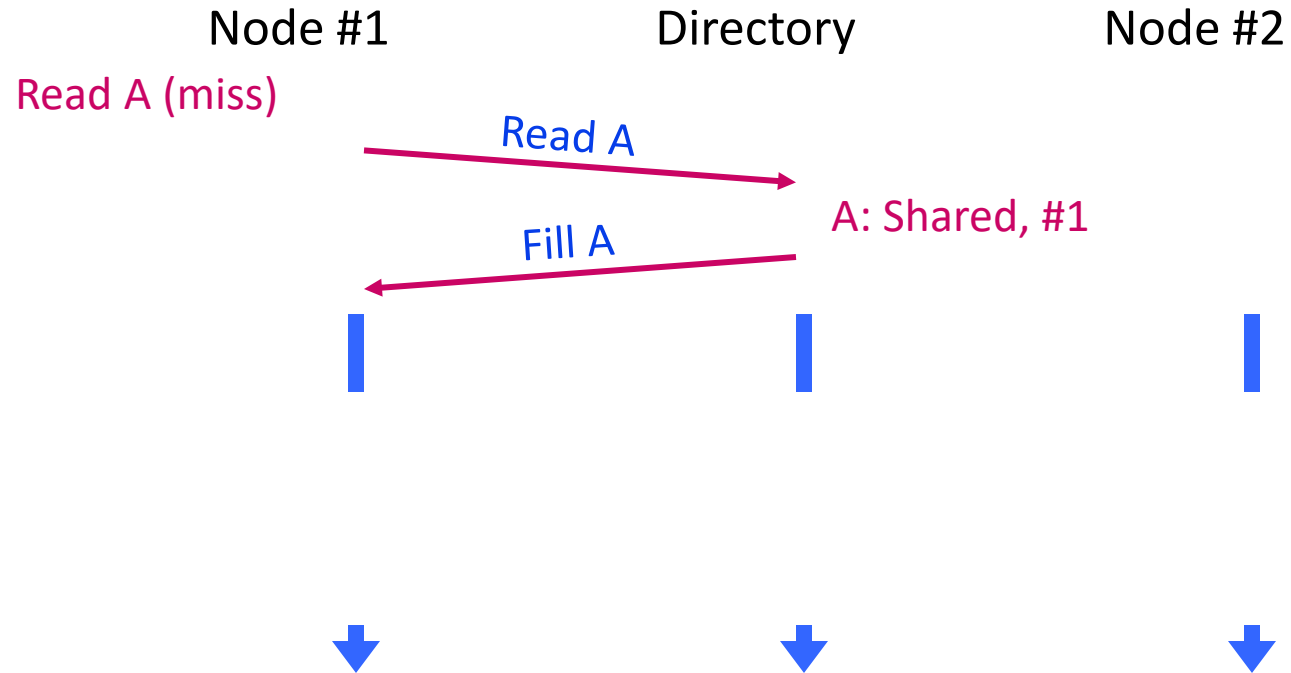 Node #1
Directory
Node #2
Read A (miss)
Read A
A: Shared, #1
Fill A